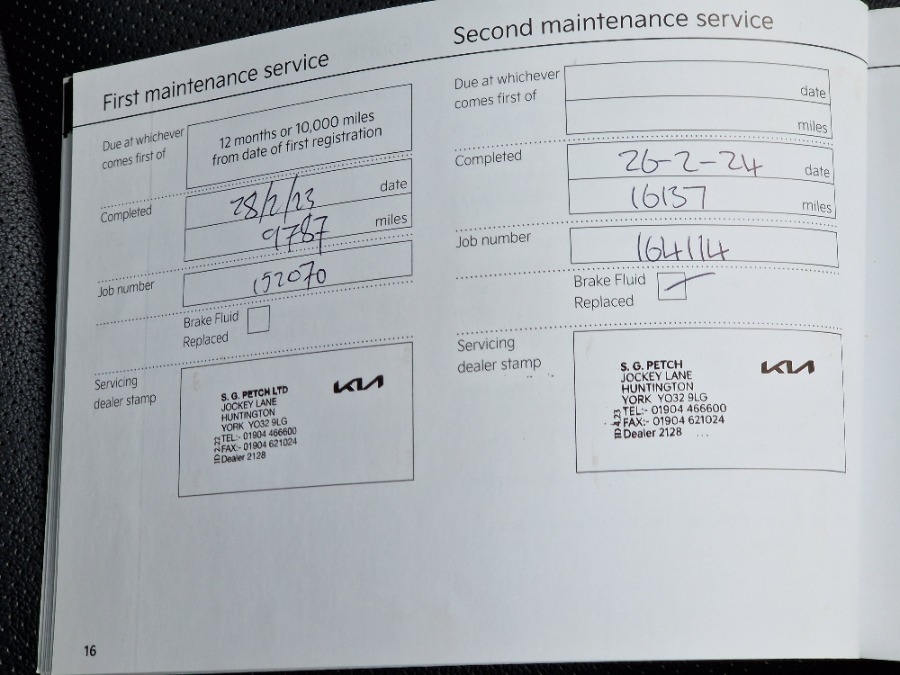 First maintenance service
Due at whichever
comes first of
12 months or 10,000 miles
from date of first registration
Completed
28/2/23 date
9787 miles
Job number
152070
Brake Fluid
Replaced
Servicing
dealer stamp
S. G. PETCH LTD
JOCKEY LANE
HUNTINGTON
YORK YO32 9LG
TEL:- 01904 466600
FAX:- 01904 621024
Dealer 2128
KIA
16
Second maintenance service
Due at whichever
comes first of
date
miles
Completed
26-2-24 date
16137 miles
Job number
164114
Brake Fluid
Replaced
Servicing
dealer stamp
S. G. PETCH
JOCKEY LANE
HUNTINGTON
YORK YO32 9LG
TEL:- 01904 466600
FAX:- 01904 621024
Dealer 2128
KIA